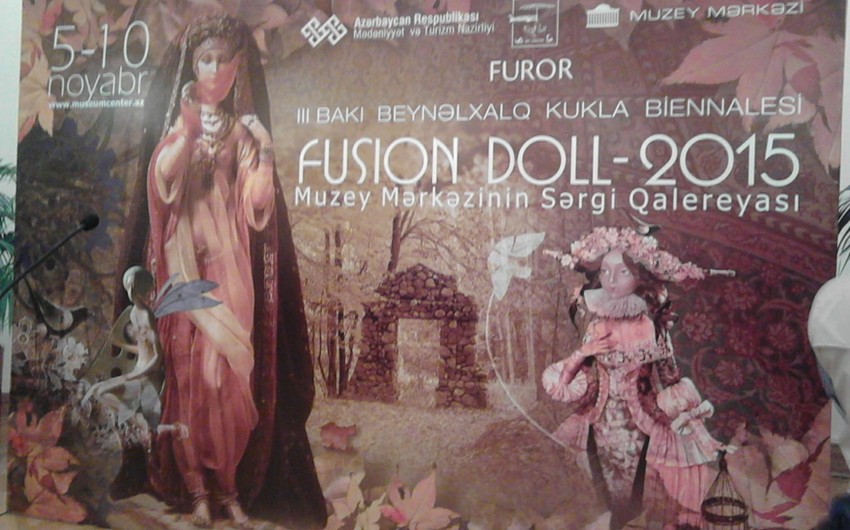 5-10
noyabr
www.museumcenter.az
Azərbaycan Respublikası
Mədəniyyət və Turizm Nazirliyi
MUZEY MƏRKƏZİ
FUROR
III BAKI BEYNƏLXALQ KUKLA BİENNALESİ
FUSION DOLL-2015
Muzey Mərkəzinin Sərgi Qalereyası